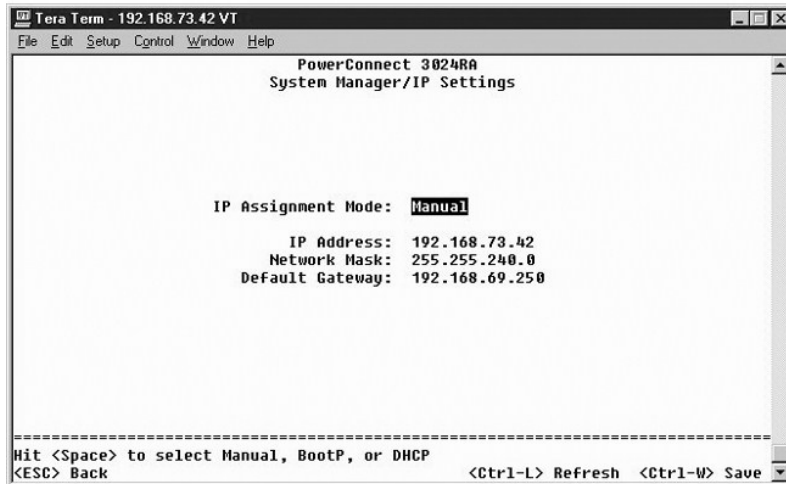 Tera Term - 192.168.73.42 VT
File Edit Setup Control Window Help
PowerConnect 3024RA
System Manager/IP Settings
IP Assignment Mode: Manual
IP Address: 192.168.73.42
Network Mask: 255.255.240.0
Default Gateway: 192.168.69.250
================================================================================
Hit <Space> to select Manual, BootP, or DHCP
<ESC> Back <Ctrl-L> Refresh <Ctrl-W> Save